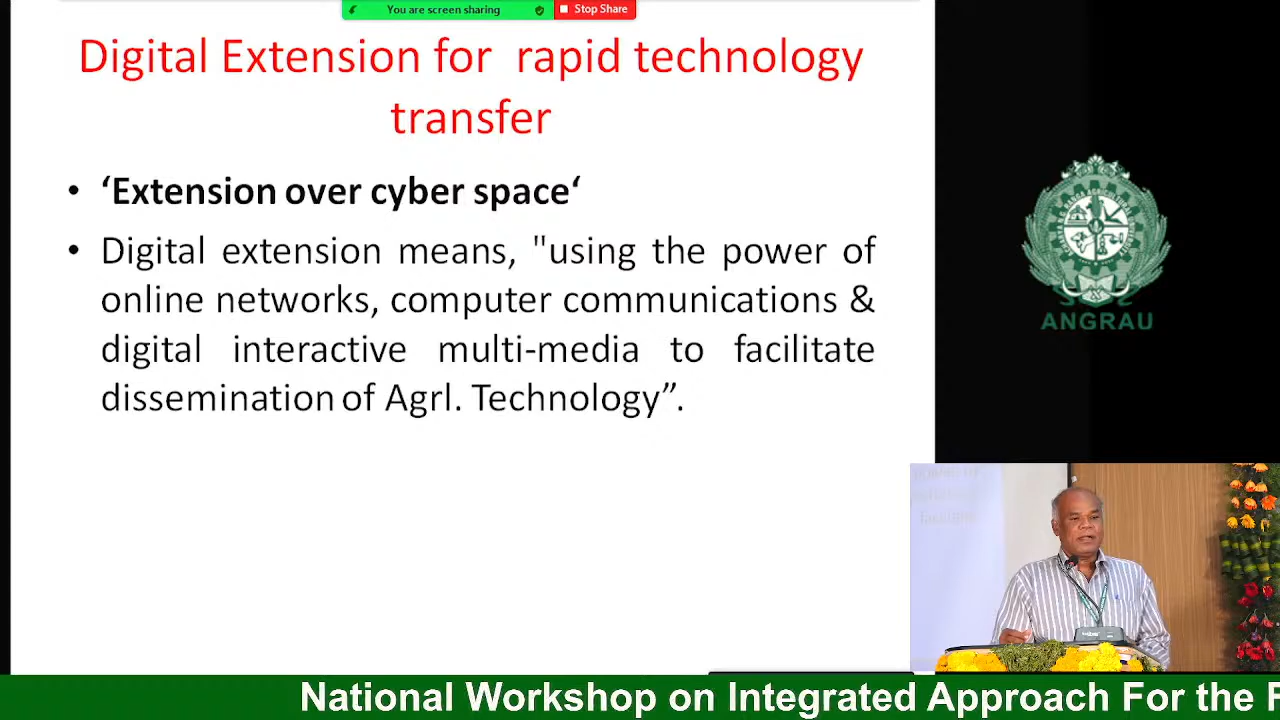 You are screen sharing
Stop Share
Digital Extension for rapid technology
transfer
• ‘Extension over cyber space‘
• Digital extension means, "using the power of
online networks, computer communications &
digital interactive multi-media to facilitate
dissemination of Agrl. Technology”.
ANGRAU
National Workshop on Integrated Approach For the